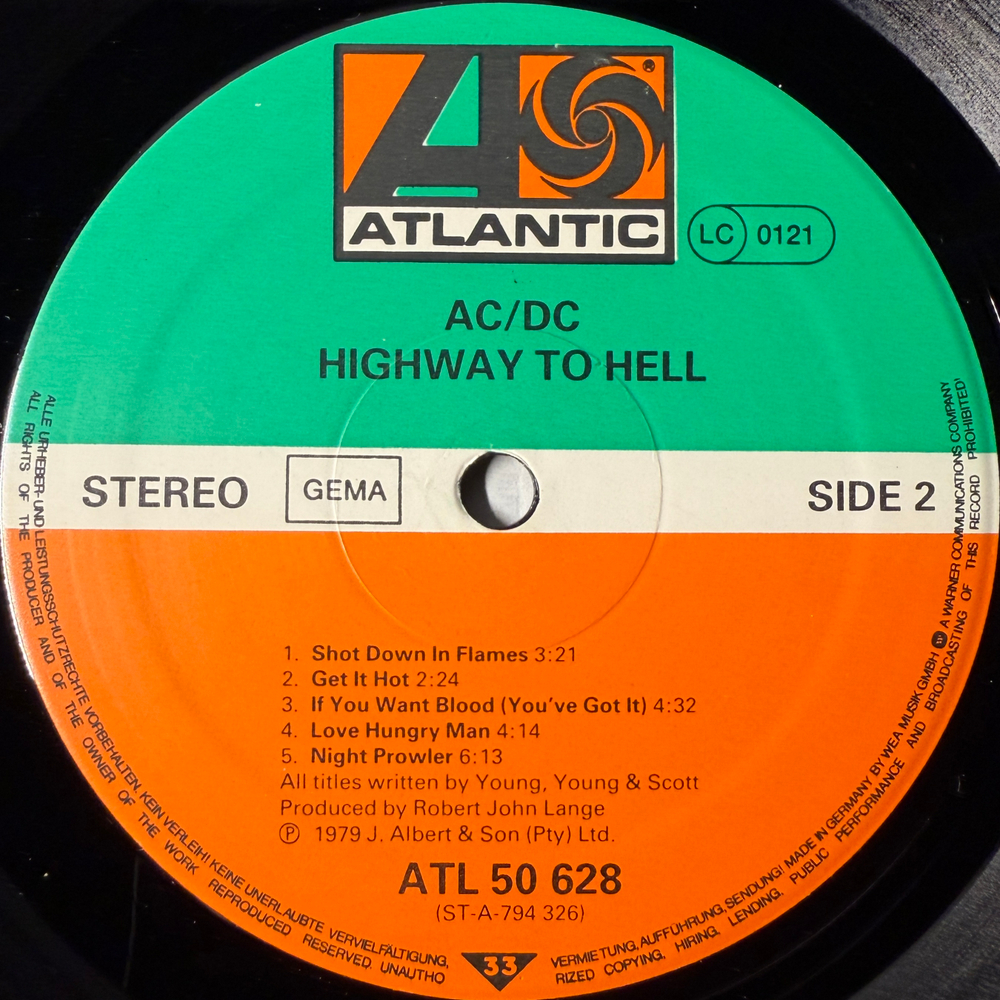 ATLANTIC
®
LC 0121
AC/DC
HIGHWAY TO HELL
STEREO
GEMA
SIDE 2
1. Shot Down In Flames 3:21
2. Get It Hot 2:24
3. If You Want Blood (You've Got It) 4:32
4. Love Hungry Man 4:14
5. Night Prowler 6:13
All titles written by Young, Young & Scott
Produced by Robert John Lange
℗ 1979 J. Albert & Son (Pty) Ltd.
ATL 50 628
(ST-A-794 326)
33
ALLE URHEBER- UND LEISTUNGSSCHUTZRECHTE VORBEHALTEN. KEIN VERLEIH! KEINE UNERLAUBTE VERVIELFÄLTIGUNG, VERMIETUNG, AUFFÜHRUNG, SENDUNG! MADE IN GERMANY BY WEA MUSIK GMBH A WARNER COMMUNICATIONS COMPANY
ALL RIGHTS OF THE PRODUCER AND OF THE OWNER OF THE WORK REPRODUCED RESERVED. UNAUTHORIZED COPYING, HIRING, LENDING, PUBLIC PERFORMANCE AND BROADCASTING OF THIS RECORD PROHIBITED!